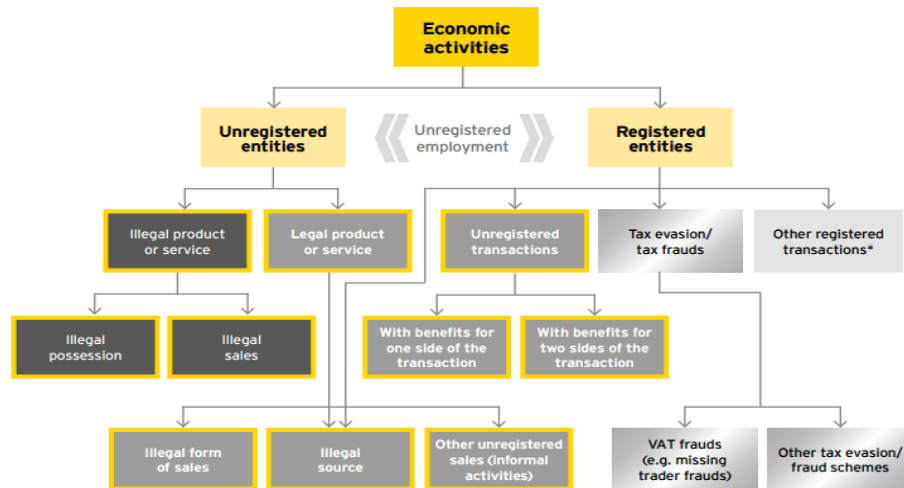 Economic
activities
Unregistered
entities
Unregistered
employment
Registered
entities
Illegal product
or service
Legal product
or service
Unregistered
transactions
Tax evasion/
tax frauds
Other registered
transactions*
Illegal
possession
Illegal
sales
With benefits for
one side of the
transaction
With benefits for
two sides of the
transaction
Illegal form
of sales
Illegal
source
Other unregistered
sales (informal
activities)
VAT frauds
(e.g. missing
trader frauds)
Other tax evasion/
fraud schemes